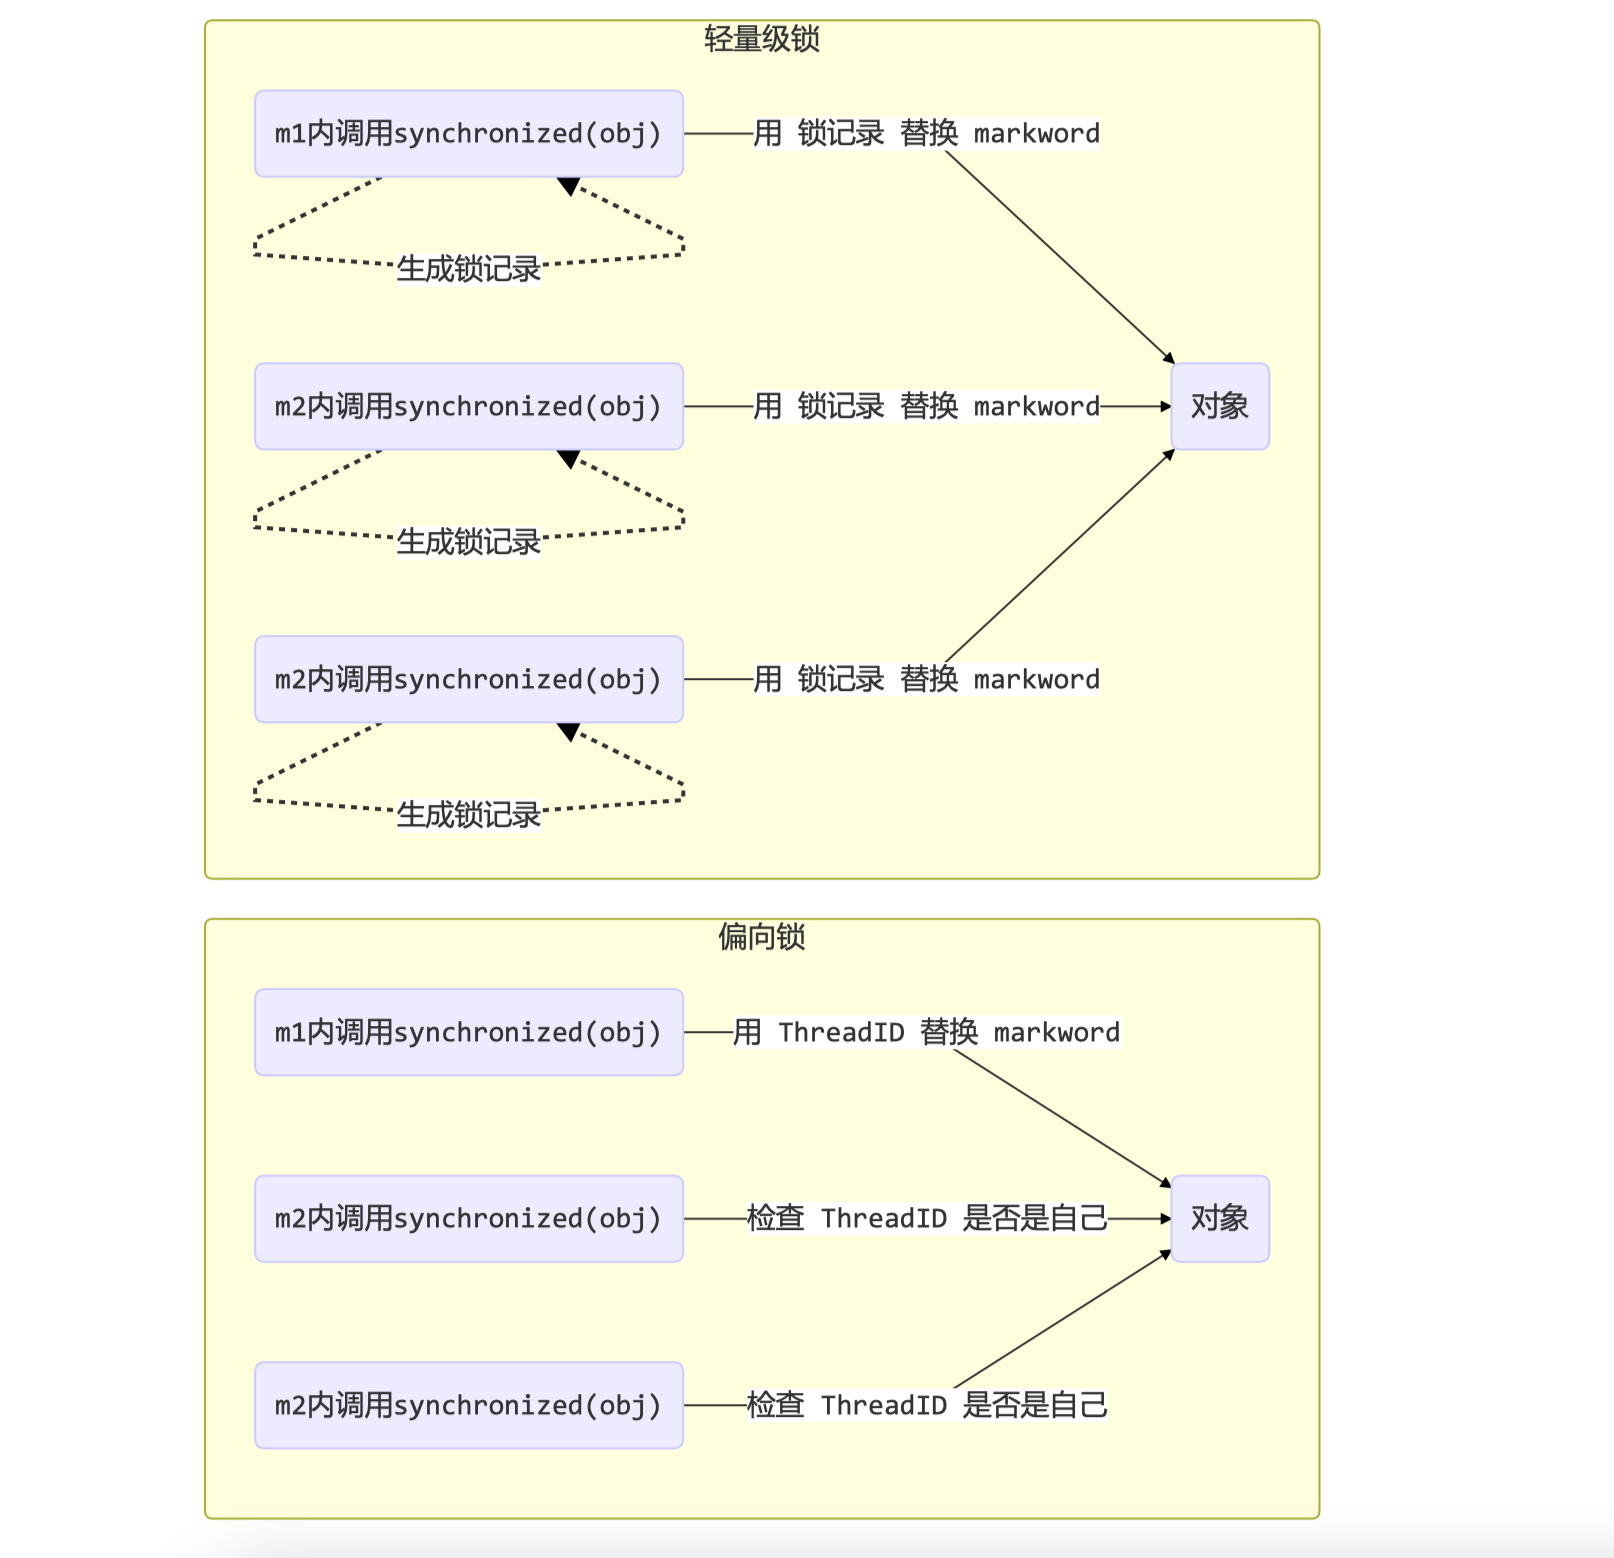 轻量级锁
m1内调用synchronized(obj)
用 锁记录 替换 markword
生成锁记录
m2内调用synchronized(obj)
用 锁记录 替换 markword
对象
生成锁记录
m2内调用synchronized(obj)
用 锁记录 替换 markword
生成锁记录
偏向锁
m1内调用synchronized(obj)
用 ThreadID 替换 markword
m2内调用synchronized(obj)
检查 ThreadID 是否是自己
对象
m2内调用synchronized(obj)
检查 ThreadID 是否是自己